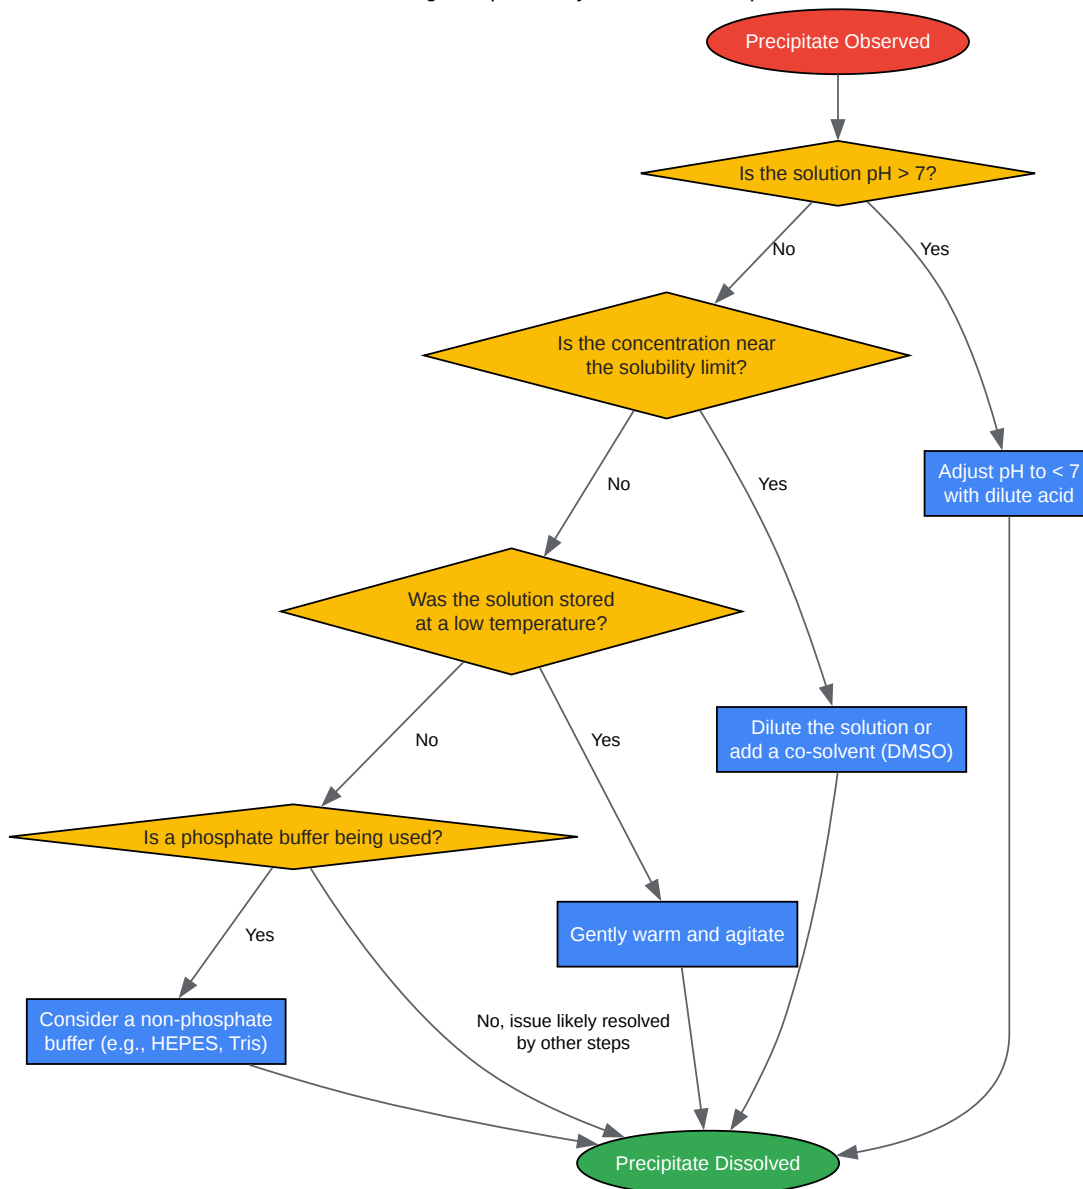 Precipitate Observed
Is the solution pH > 7?
No
Yes
Is the concentration near
the solubility limit?
Adjust pH to < 7
with dilute acid
No
Yes
Was the solution stored
at a low temperature?
Dilute the solution or
add a co-solvent (DMSO)
No
Yes
Is a phosphate buffer being used?
Gently warm and agitate
Yes
Consider a non-phosphate
buffer (e.g., HEPES, Tris)
No, issue likely resolved
by other steps
Precipitate Dissolved